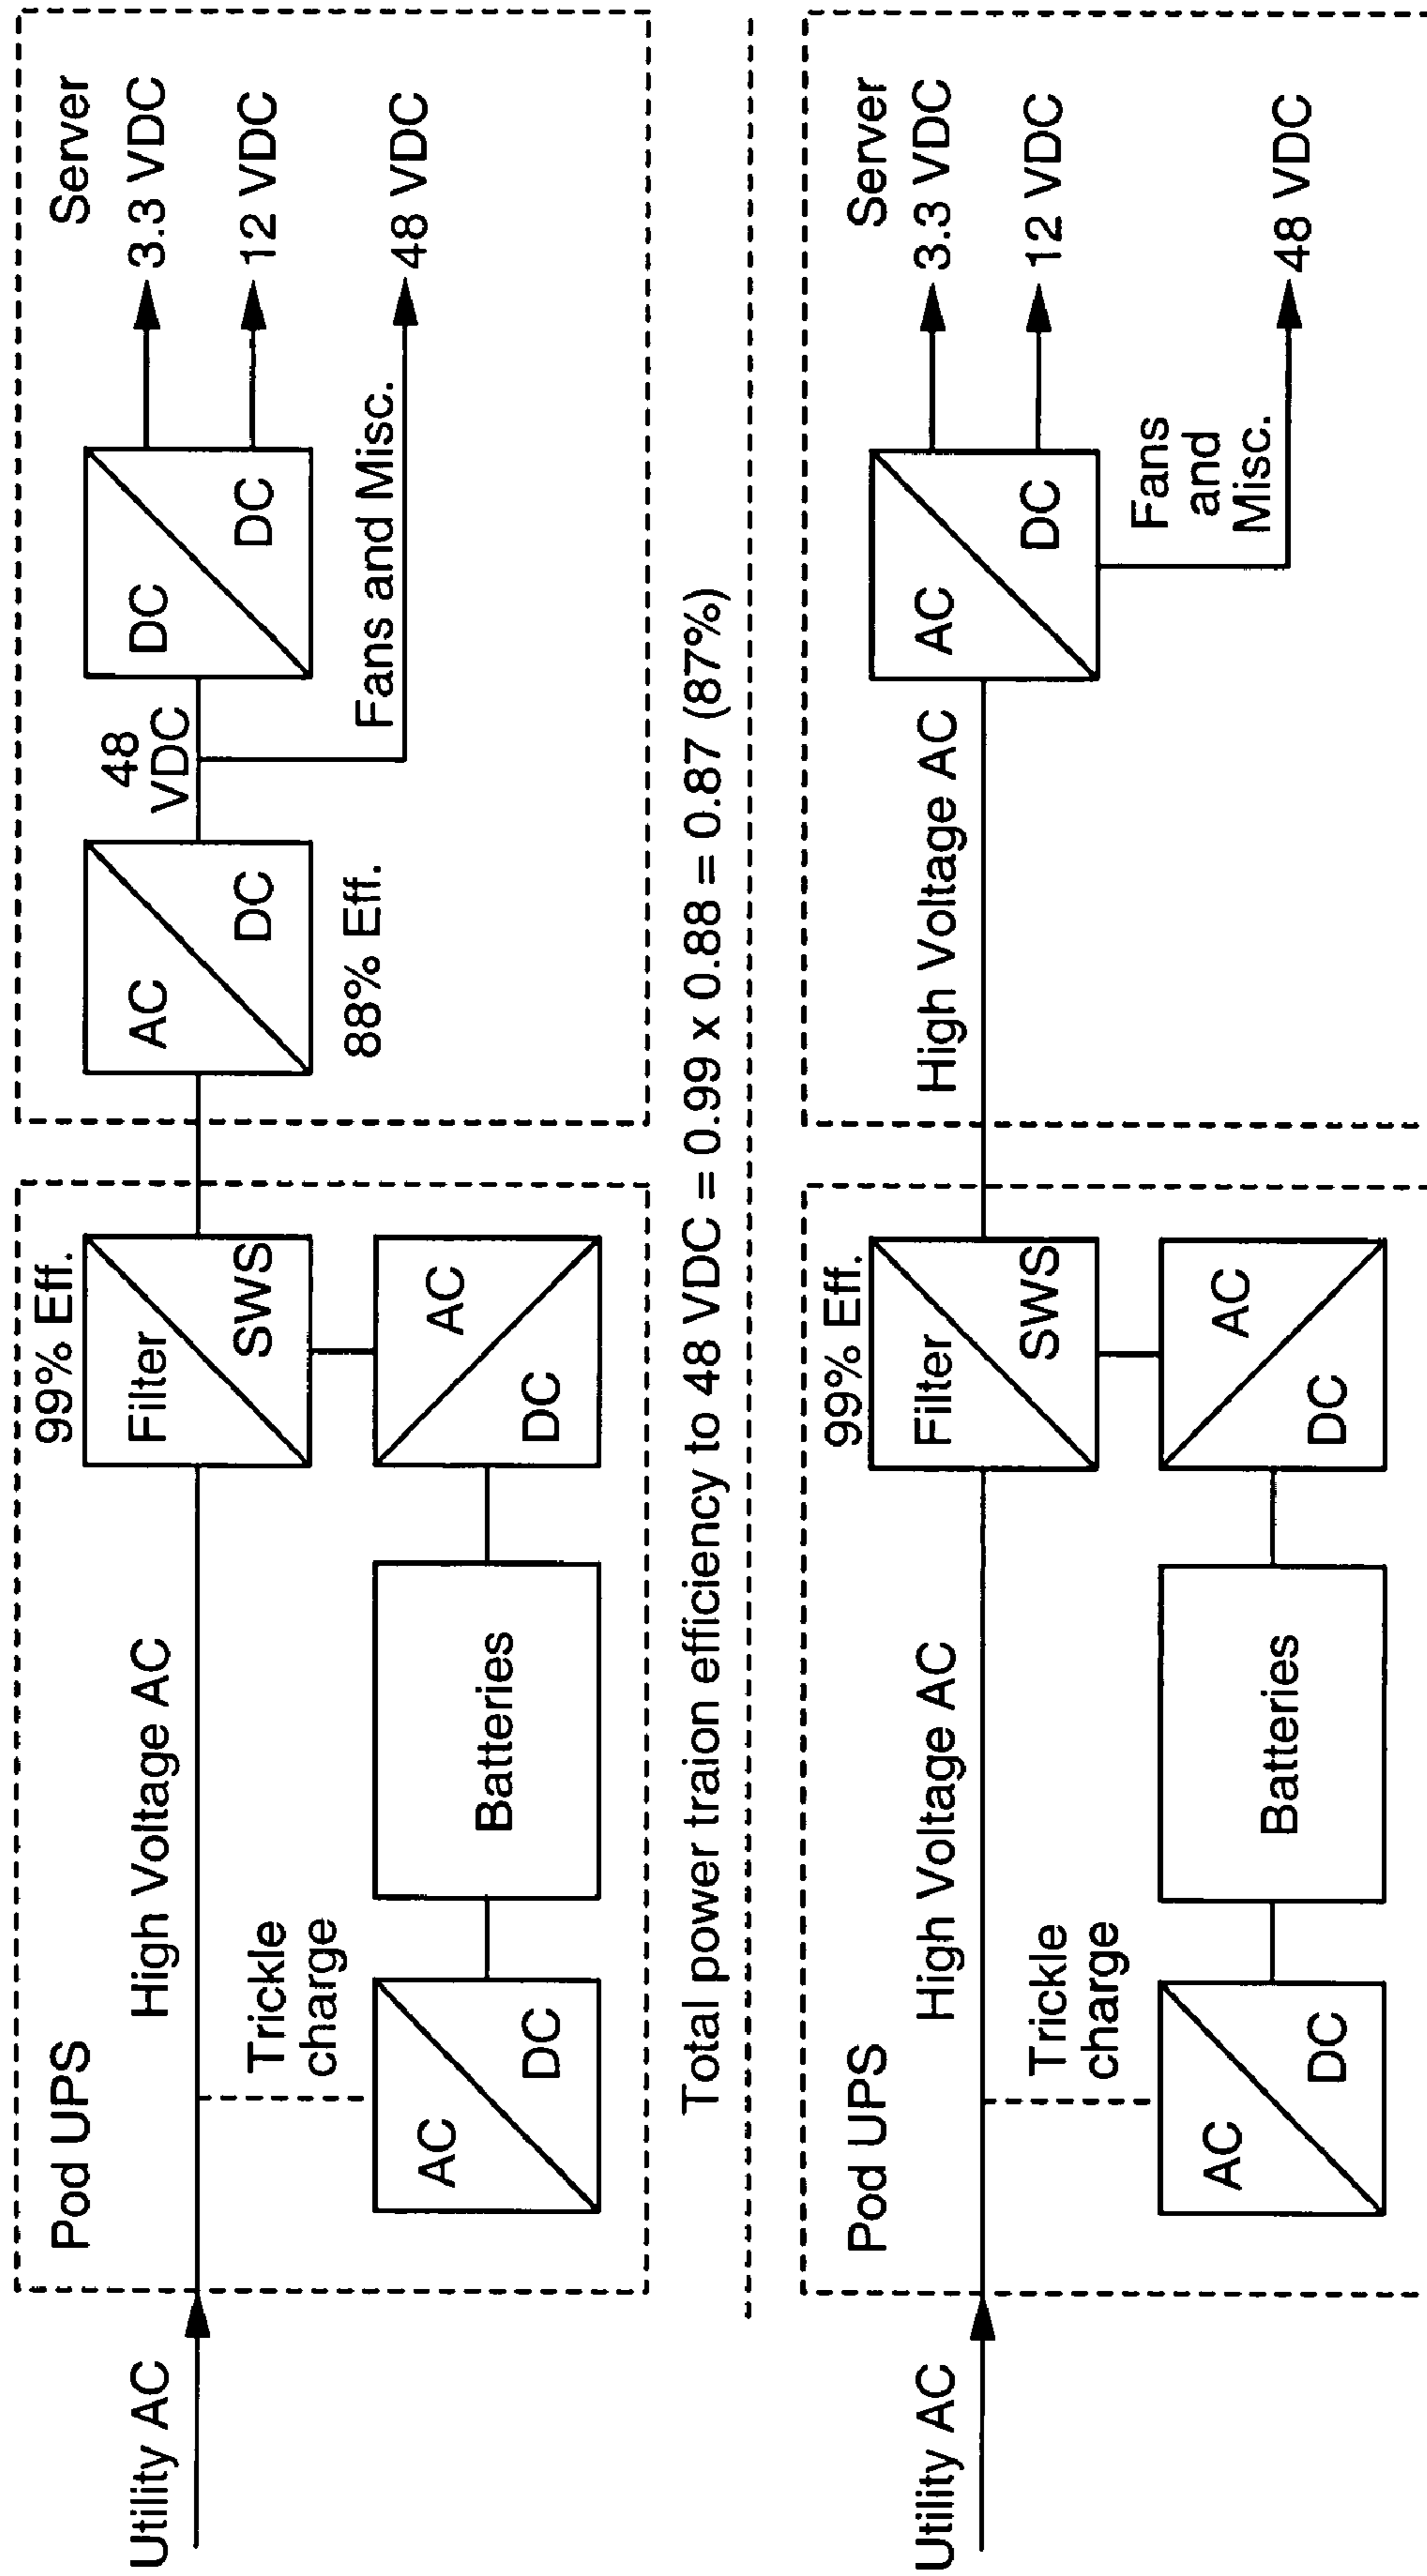 Utility AC
Pod UPS
High Voltage AC
Trickle
charge
AC
DC
Batteries
99% Eff.
Filter
SWS
AC
DC
AC
DC
88% Eff.
48
VDC
DC
DC
Fans and Misc.
Server
3.3 VDC
12 VDC
48 VDC
Total power traion efficiency to 48 VDC = 0.99 x 0.88 = 0.87 (87%)
Utility AC
Pod UPS
High Voltage AC
Trickle
charge
AC
DC
Batteries
99% Eff.
Filter
SWS
AC
DC
High Voltage AC
AC
DC
Fans
and
Misc.
Server
3.3 VDC
12 VDC
48 VDC